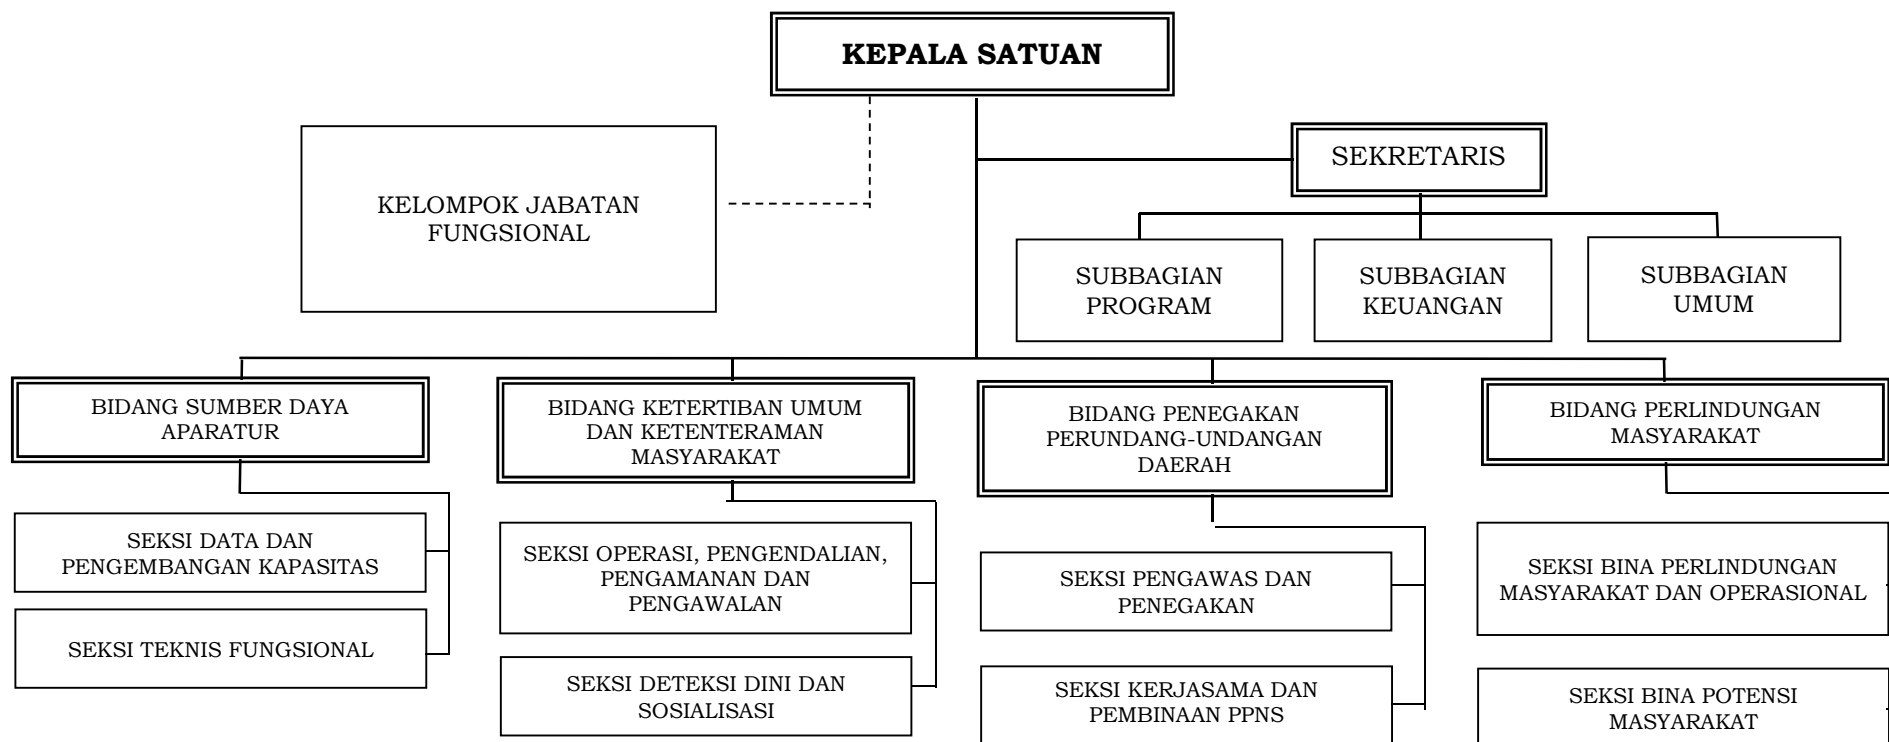 KEPALA SATUAN
SEKRETARIS
KELOMPOK JABATAN
FUNGSIONAL
SUBBAGIAN
PROGRAM
SUBBAGIAN
KEUANGAN
SUBBAGIAN
UMUM
BIDANG SUMBER DAYA
APARATUR
BIDANG KETERTIBAN UMUM
DAN KETENTERAMAN
MASYARAKAT
BIDANG PENEGAKAN
PERUNDANG-UNDANGAN
DAERAH
BIDANG PERLINDUNGAN
MASYARAKAT
SEKSI DATA DAN
PENGEMBANGAN KAPASITAS
SEKSI OPERASI, PENGENDALIAN,
PENGAMANAN DAN
PENGAWALAN
SEKSI PENGAWAS DAN
PENEGAKAN
SEKSI BINA PERLINDUNGAN
MASYARAKAT DAN OPERASIONAL
SEKSI TEKNIS FUNGSIONAL
SEKSI DETEKSI DINI DAN
SOSIALISASI
SEKSI KERJASAMA DAN
PEMBINAAN PPNS
SEKSI BINA POTENSI
MASYARAKAT